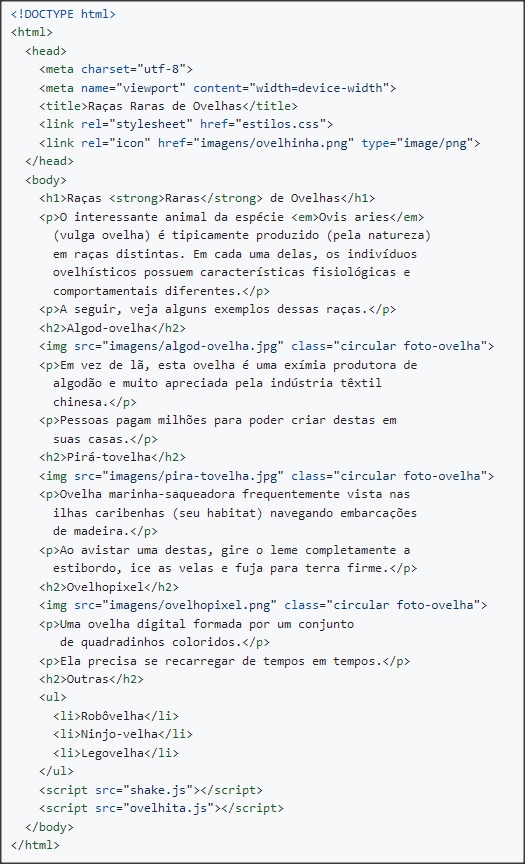 <!DOCTYPE html>
<html>
  <head>
    <meta charset="utf-8">
    <meta name="viewport" content="width=device-width">
    <title>Raças Raras de Ovelhas</title>
    <link rel="stylesheet" href="estilos.css">
    <link rel="icon" href="imagens/ovelhinha.png" type="image/png">
  </head>
  <body>
    <h1>Raças <strong>Raras</strong> de Ovelhas</h1>
    <p>O interessante animal da espécie <em>Ovis aries</em>
      (vulga ovelha) é tipicamente produzido (pela natureza)
      em raças distintas. Em cada uma delas, os indivíduos
      ovelhísticos possuem características fisiológicas e
      comportamentais diferentes.</p>
    <p>A seguir, veja alguns exemplos dessas raças.</p>
    <h2>Algod-ovelha</h2>
    <img src="imagens/algod-ovelha.jpg" class="circular foto-ovelha">
    <p>Em vez de lã, esta ovelha é uma exímia produtora de
      algodão e muito apreciada pela indústria têxtil
      chinesa.</p>
    <p>Pessoas pagam milhões para poder criar destas em
      suas casas.</p>
    <h2>Pirá-tovelha</h2>
    <img src="imagens/pira-tovelha.jpg" class="circular foto-ovelha">
    <p>Ovelha marinha-saqueadora frequentemente vista nas
      ilhas caribenhas (seu habitat) navegando embarcações
      de madeira.</p>
    <p>Ao avistar uma destas, gire o leme completamente a
      estibordo, ice as velas e fuja para terra firme.</p>
    <h2>Ovelhopixel</h2>
    <img src="imagens/ovelhopixel.png" class="circular foto-ovelha">
    <p>Uma ovelha digital formada por um conjunto
       de quadradinhos coloridos.</p>
    <p>Ela precisa se recarregar de tempos em tempos.</p>
    <h2>Outras</h2>
    <ul>
      <li>Robôvelha</li>
      <li>Ninjo-velha</li>
      <li>Legovelha</li>
    </ul>
    <script src="shake.js"></script>
    <script src="ovelhita.js"></script>
  </body>
</html>